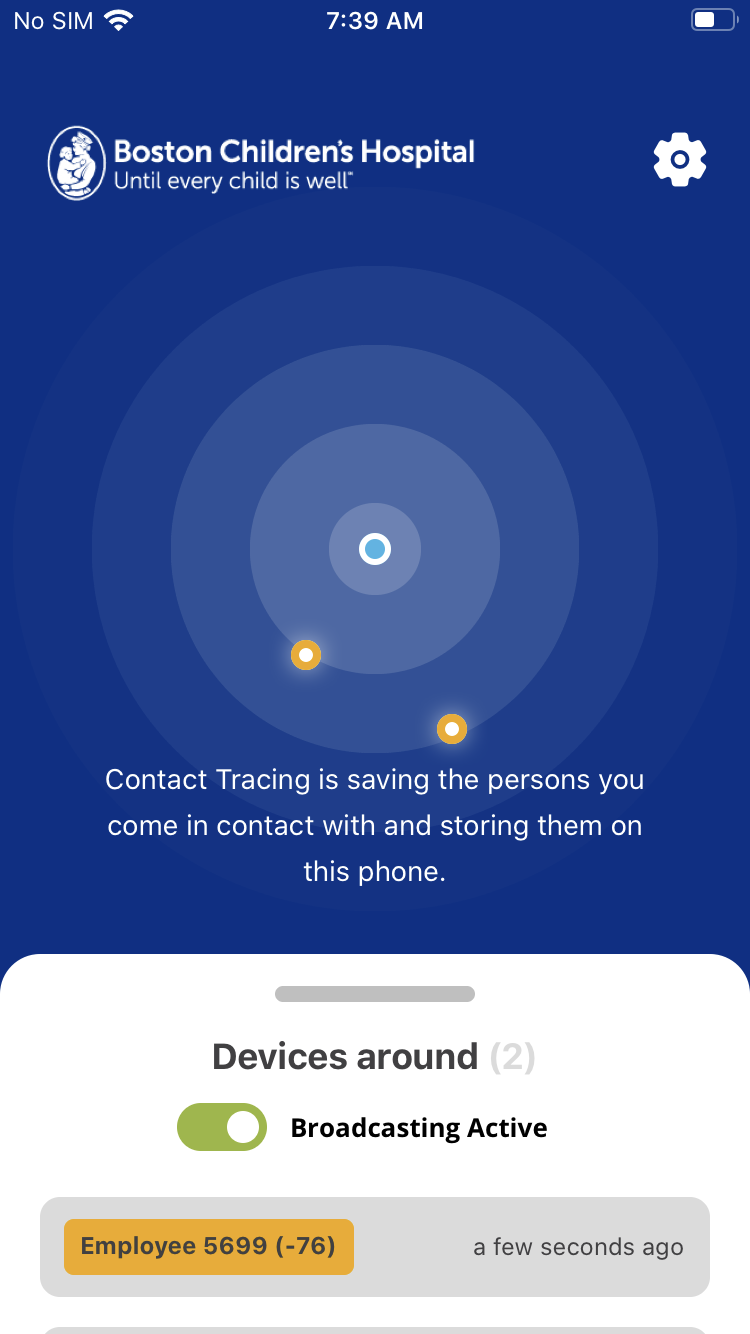 No SIM 7:39 AM
Boston Children's Hospital
Until every child is well™
Contact Tracing is saving the persons you
come in contact with and storing them on
this phone.
Devices around (2)
Broadcasting Active
Employee 5699 (-76) a few seconds ago